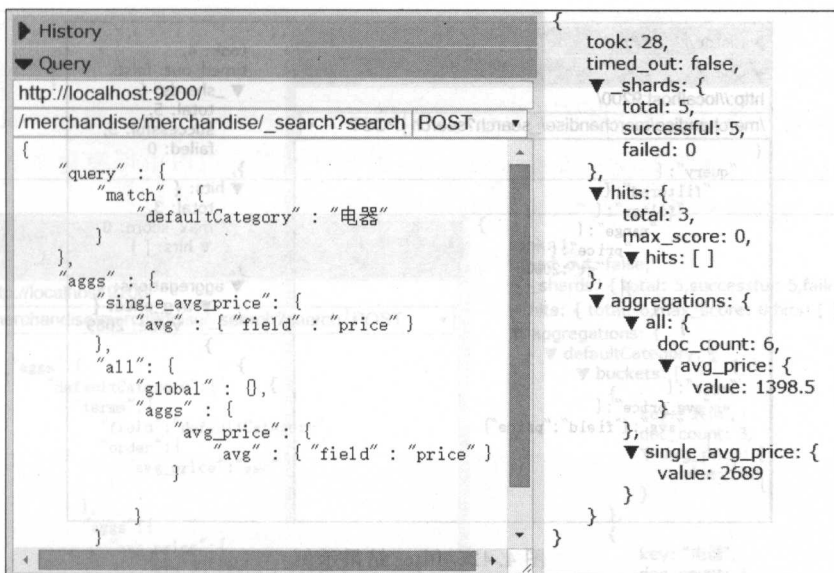 History
Query
http://localhost:9200/
/merchandise/merchandise/_search?search POST
{
"query" : {
"match" : {
"defaultCategory" : "电器"
}
},
"aggs" : {
"single_avg_price": {
"avg" : { "field" : "price" }
},
"all": {
"global" : {},
"aggs" : {
"avg_price": {
"avg" : { "field" : "price" }
}
}
}
{
took: 28,
timed_out: false,
_shards: {
total: 5,
successful: 5,
failed: 0
},
hits: {
total: 3,
max_score: 0,
hits: [ ]
},
aggregations: {
all: {
doc_count: 6,
avg_price: {
value: 1398.5
}
},
single_avg_price: {
value: 2689
}
}
}